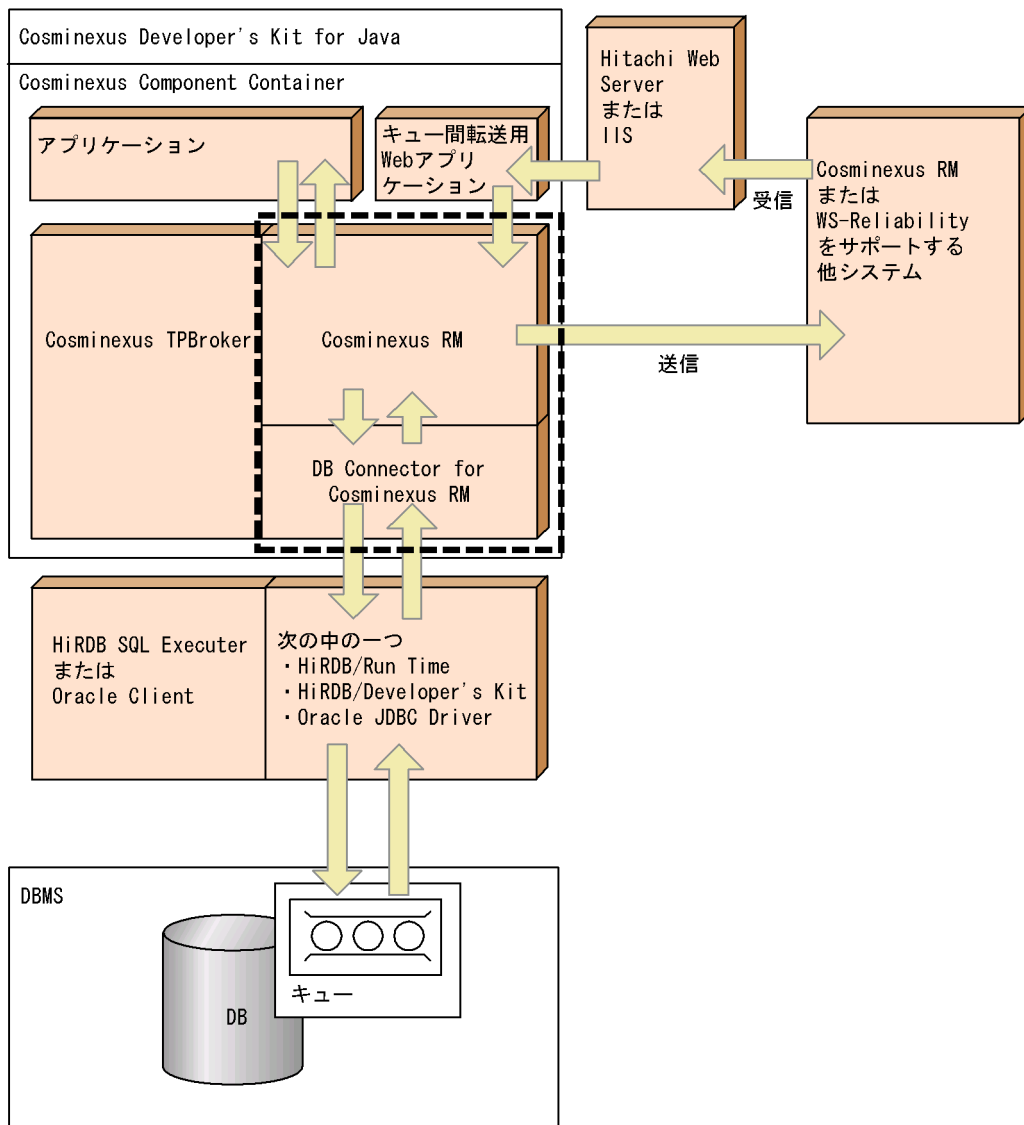 Cosminexus Developer's Kit for Java
Cosminexus Component Container
アプリケーション
キュー間転送用
Webアプリ
ケーション
Hitachi Web
Server
または
IIS
受信
Cosminexus RM
または
WS-Reliability
をサポートする
他システム
Cosminexus TPBroker
Cosminexus RM
送信
DB Connector for
Cosminexus RM
HiRDB SQL Executer
または
Oracle Client
次の中の一つ
・HiRDB/Run Time
・HiRDB/Developer's Kit
・Oracle JDBC Driver
DBMS
キュー
DB